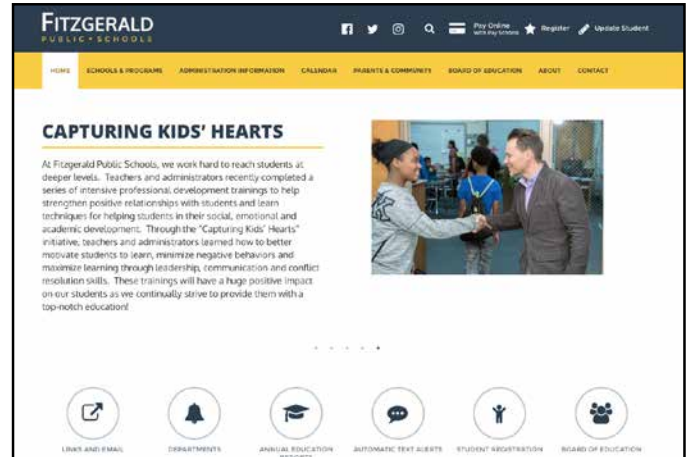 FITZGERALD
PUBLIC • SCHOOLS
Pay Online
with Pay Schools
Register
Update Student
HOME
SCHOOLS & PROGRAMS
ADMINISTRATION INFORMATION
CALENDAR
PARENTS & COMMUNITY
BOARD OF EDUCATION
ABOUT
CONTACT
CAPTURING KIDS' HEARTS
At Fitzgerald Public Schools, we work hard to reach students at
deeper levels. Teachers and administrators recently completed a
series of intensive professional development trainings to help
strengthen positive relationships with students and learn
techniques for helping students in their social, emotional and
academic development. Through the "Capturing Kids' Hearts"
initiative, teachers and administrators learned how to better
motivate students to learn, minimize negative behaviors and
maximize learning through leadership, communication and conflict
resolution skills. These trainings will have a huge positive impact
on our students as we continually strive to provide them with a
top-notch education!
LINKS AND EMAIL
DEPARTMENTS
ANNUAL EDUCATION
REPORTS
AUTOMATIC TEXT ALERTS
STUDENT REGISTRATION
BOARD OF EDUCATION